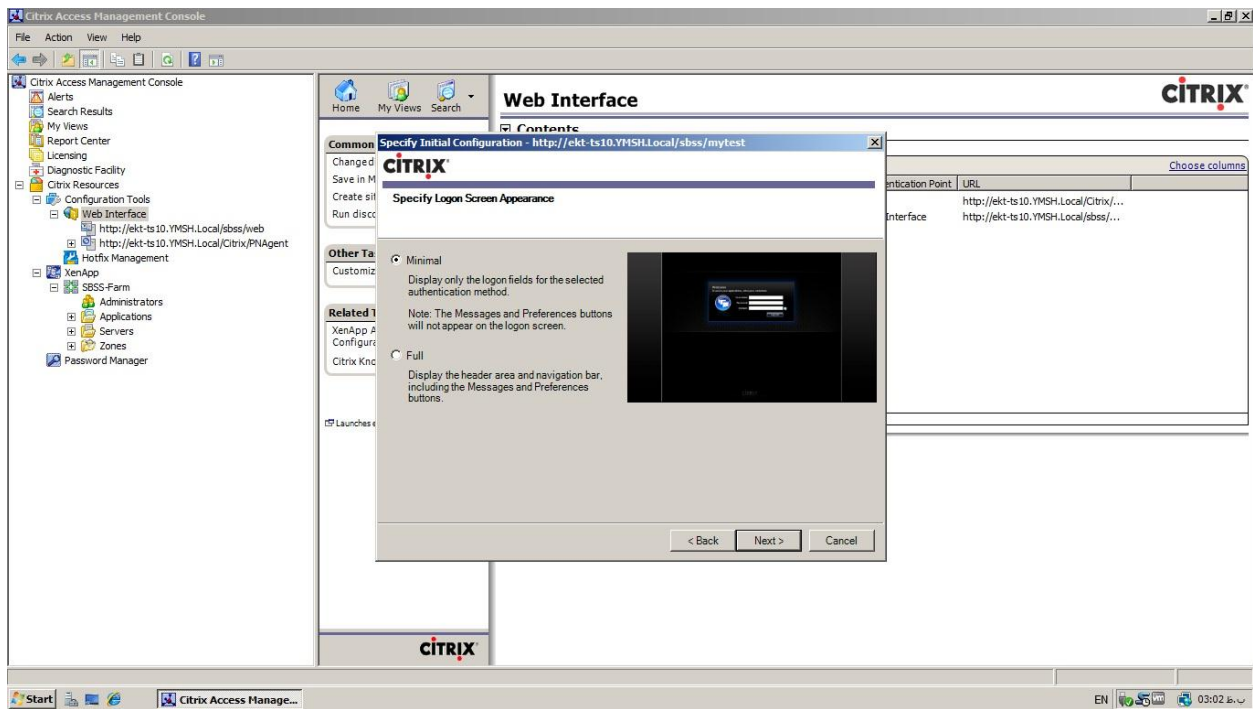 Citrix Access Management Console
File Action View Help
Citrix Access Management Console
Alerts
Search Results
My Views
Report Center
Licensing
Diagnostic Facility
Citrix Resources
Configuration Tools
Web Interface
http://ekt-ts10.YMSH.Local/sbss/web
http://ekt-ts10.YMSH.Local/Citrix/PNAgent
Hotfix Management
XenApp
SBSS-Farm
Administrators
Applications
Servers
Zones
Password Manager
Home My Views Search
Common
Changed
Save in M
Create sit
Run disco
Other Ta
Customiz
Related T
XenApp A
Configura
Citrix Kno
Launches e
CITRIX
Web Interface
CITRIX
Contents
Choose columns
entication Point URL
http://ekt-ts10.YMSH.Local/Citrix/...
Interface http://ekt-ts10.YMSH.Local/sbss/...
Specify Initial Configuration - http://ekt-ts10.YMSH.Local/sbss/mytest
CITRIX
Specify Logon Screen Appearance
Minimal
Display only the logon fields for the selected
authentication method.
Note: The Messages and Preferences buttons
will not appear on the logon screen.
Full
Display the header area and navigation bar,
including the Messages and Preferences
buttons.
< Back Next > Cancel
Start Citrix Access Manage... EN 03:02 ب.ظ